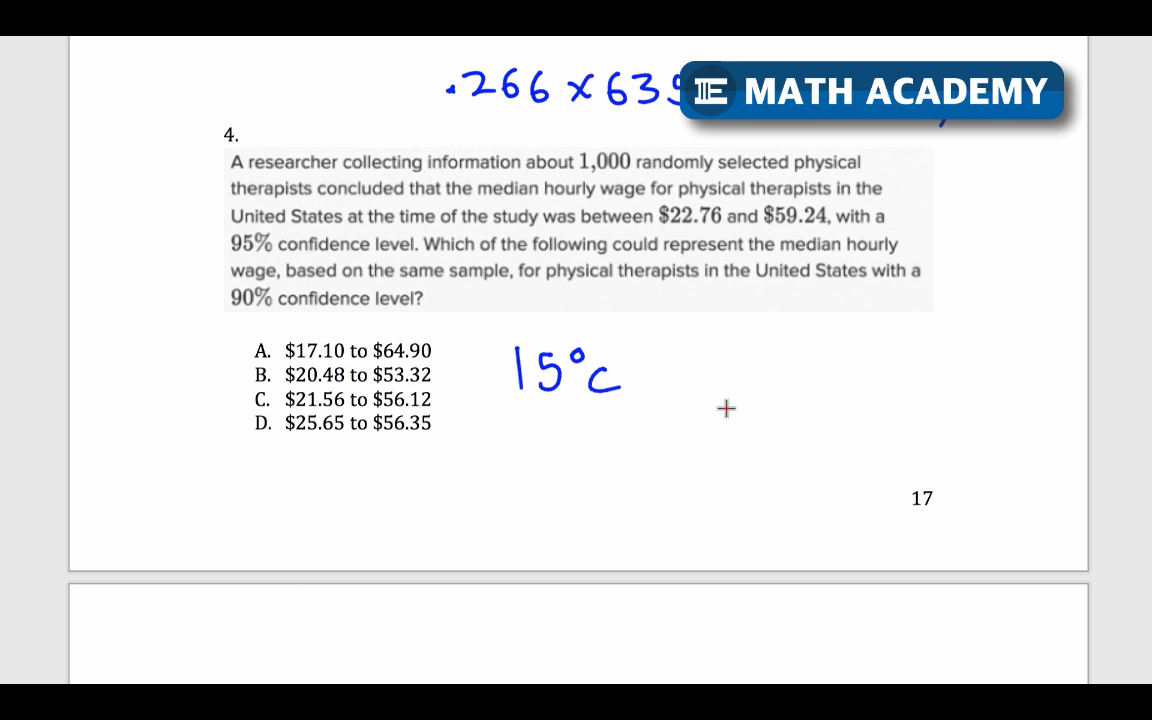 .266 x 639
MATH ACADEMY
4.
A researcher collecting information about 1,000 randomly selected physical
therapists concluded that the median hourly wage for physical therapists in the
United States at the time of the study was between $22.76 and $59.24, with a
95% confidence level. Which of the following could represent the median hourly
wage, based on the same sample, for physical therapists in the United States with a
90% confidence level?
A. $17.10 to $64.90
B. $20.48 to $53.32
C. $21.56 to $56.12
D. $25.65 to $56.35
15°C
17